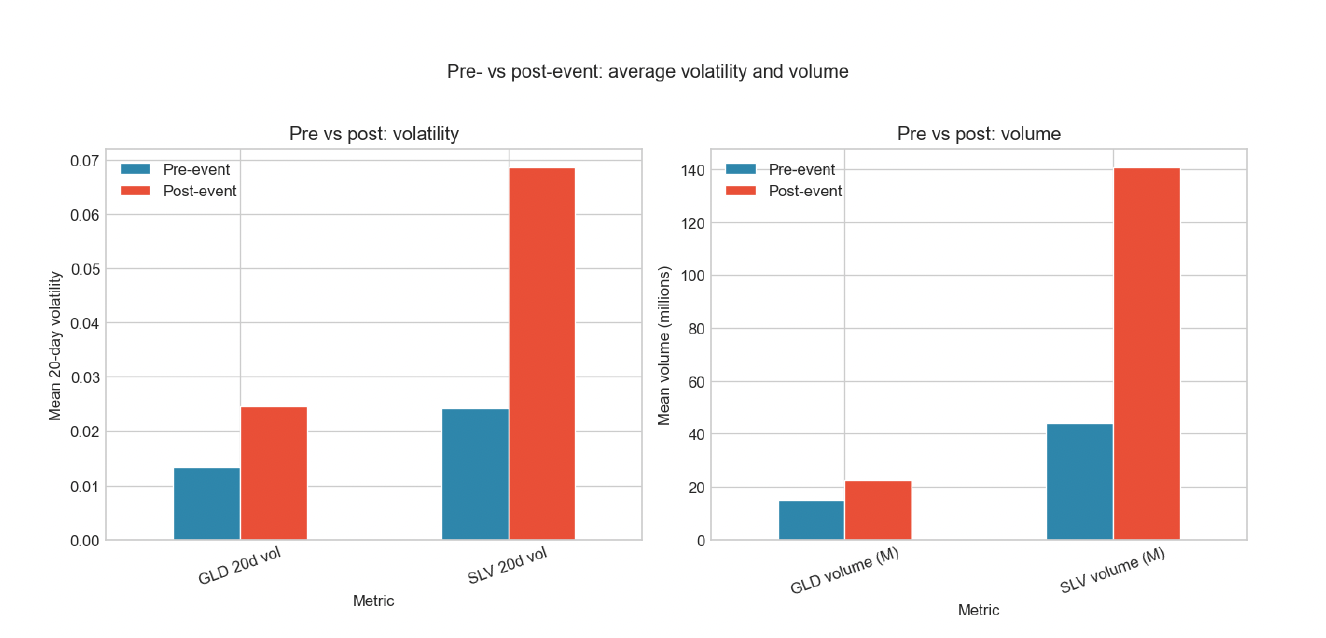 Pre- vs post-event: average volatility and volume
Pre vs post: volatility
Pre-event
Post-event
0.07
0.06
0.05
0.04
0.03
0.02
0.01
0.00
Mean 20-day volatility
GLD 20d vol
SLV 20d vol
Metric
Pre vs post: volume
Pre-event
Post-event
140
120
100
80
60
40
20
0
Mean volume (millions)
GLD volume (M)
SLV volume (M)
Metric